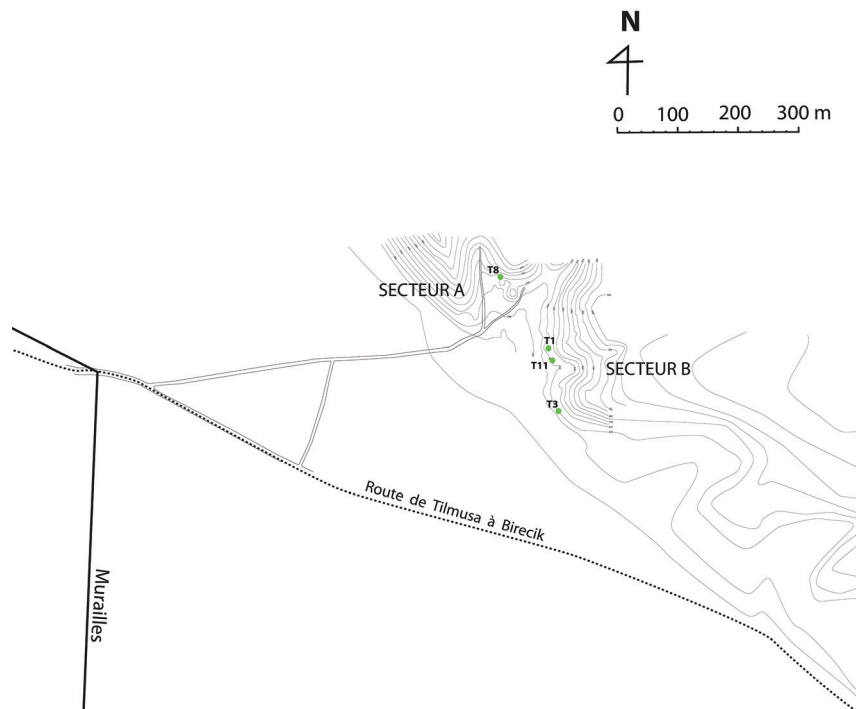 N
0 100 200 300 m
T8
SECTEUR A
T1
T11
SECTEUR B
T3
Route de Tilmusa à Birecik
Murailles